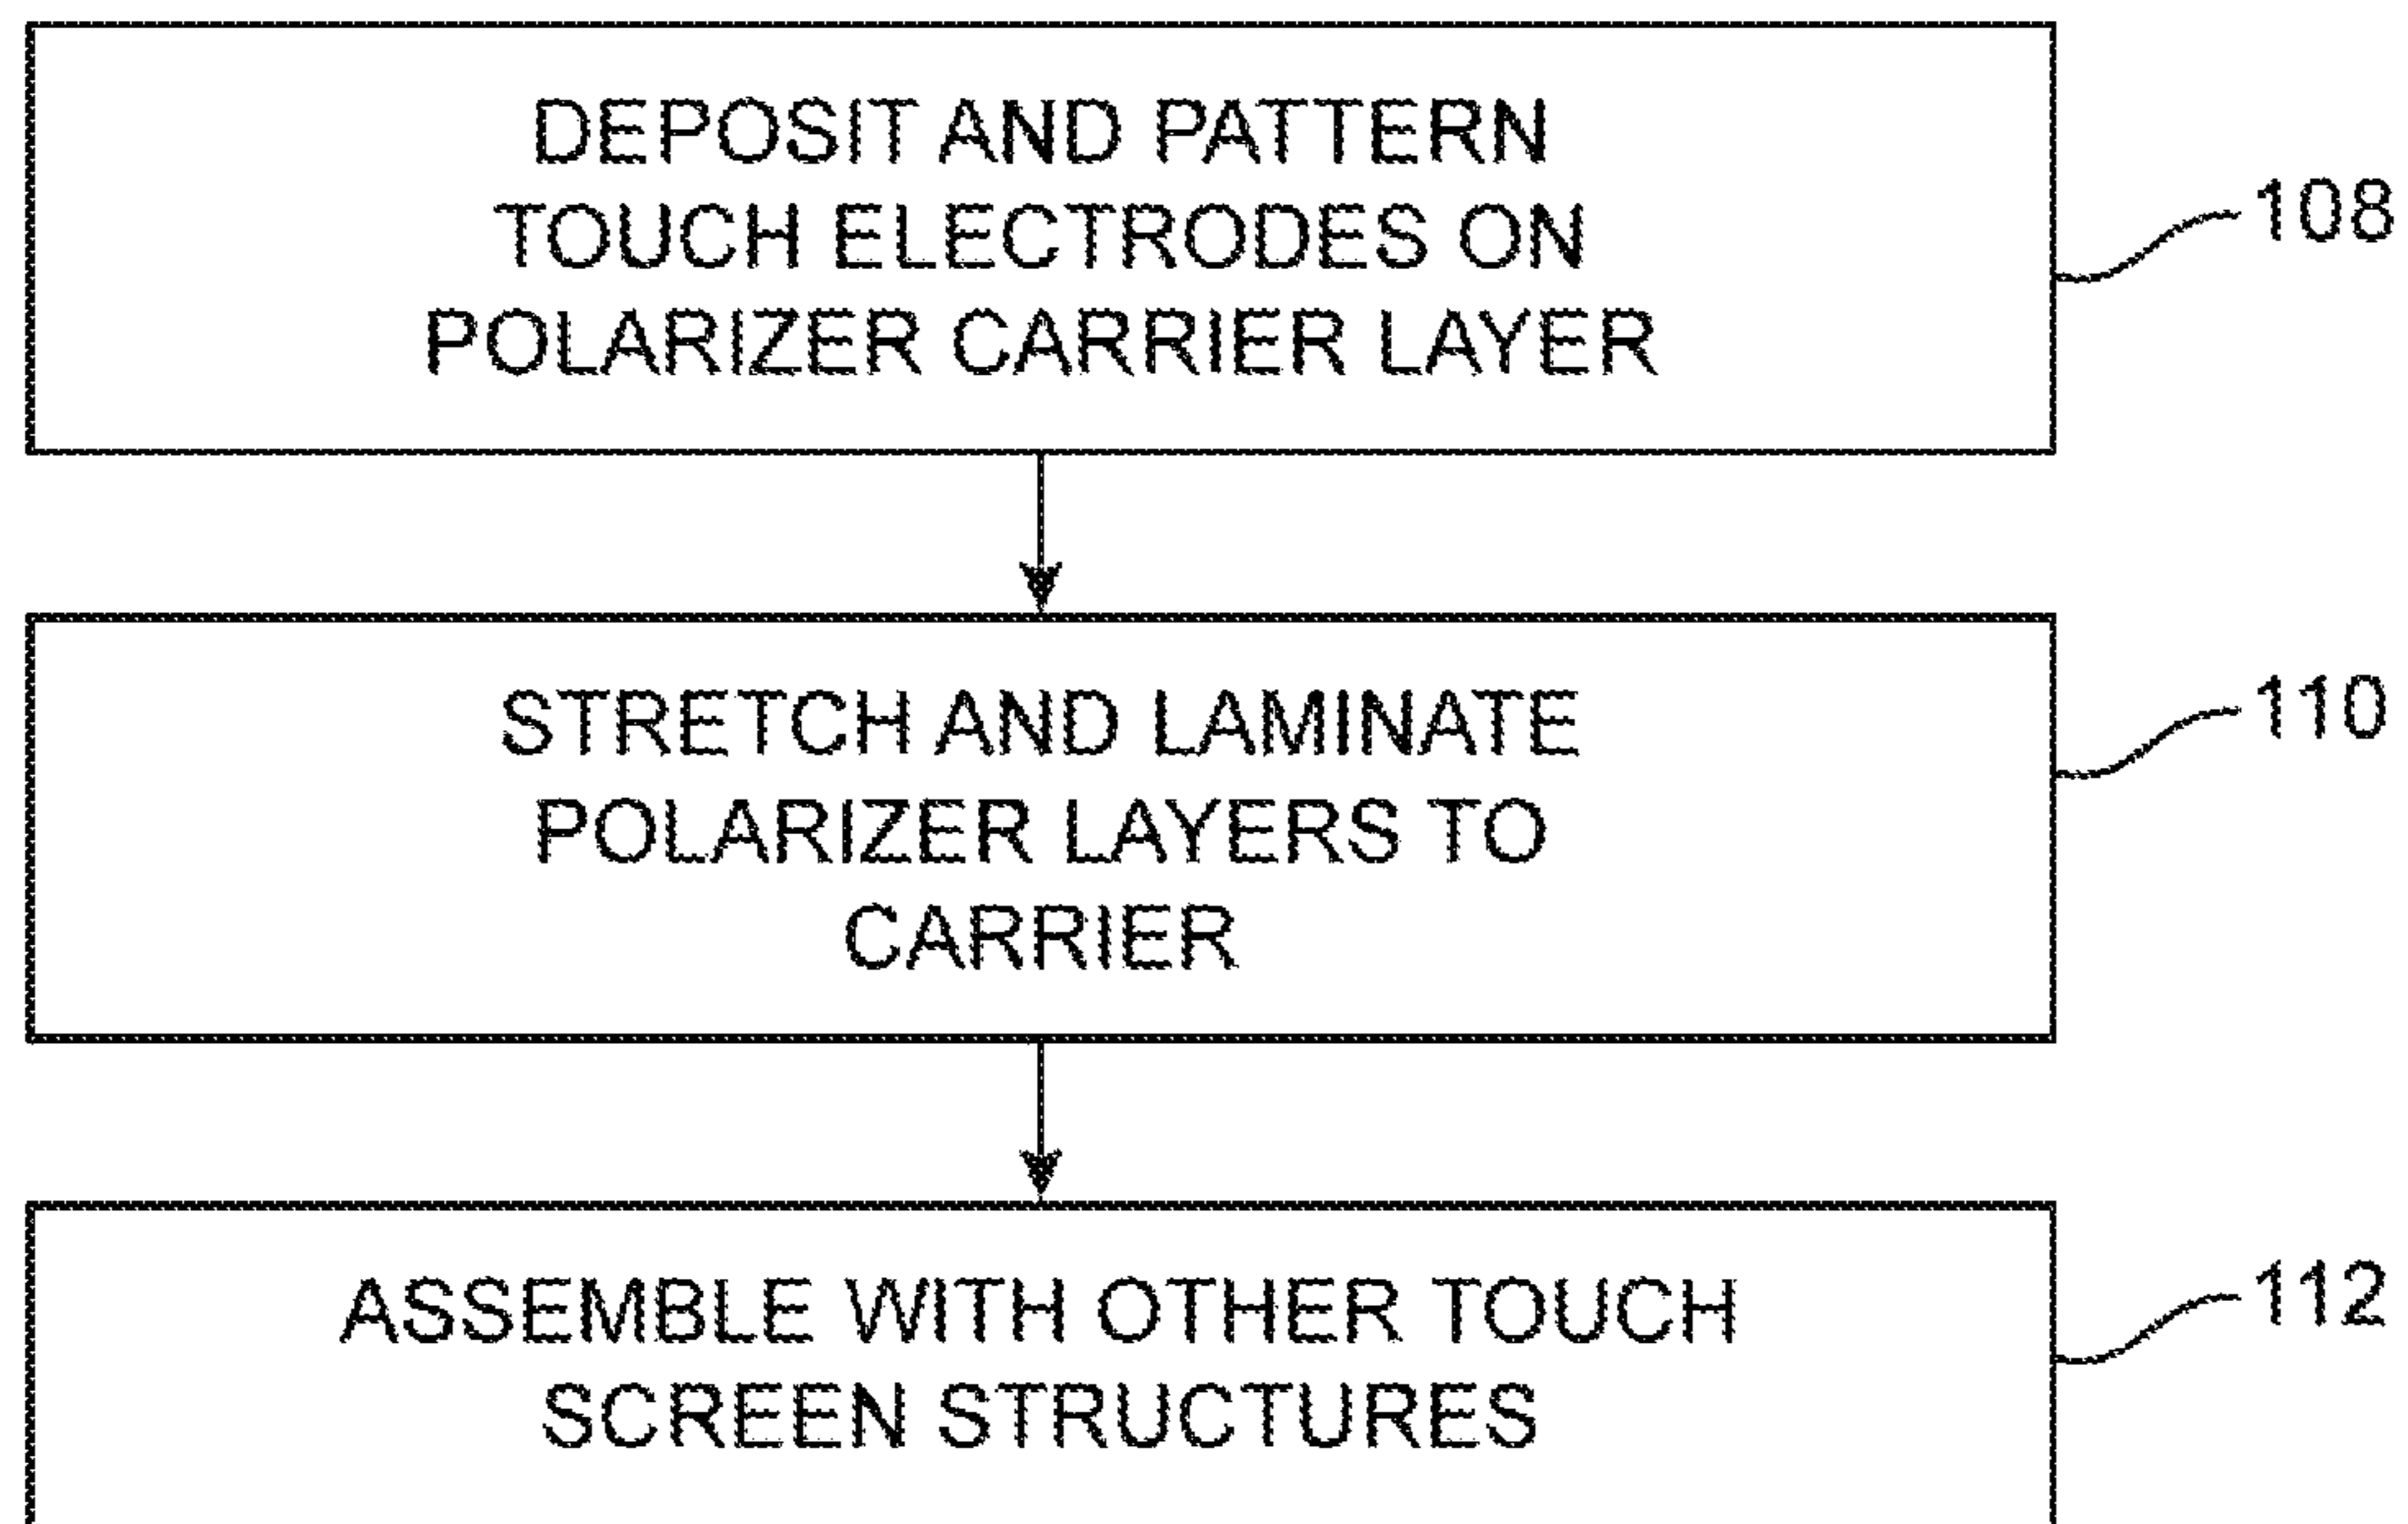 DEPOSIT AND PATTERN
TOUCH ELECTRODES ON
POLARIZER CARRIER LAYER
108
STRETCH AND LAMINATE
POLARIZER LAYERS TO
CARRIER
110
ASSEMBLE WITH OTHER TOUCH
SCREEN STRUCTURES
112